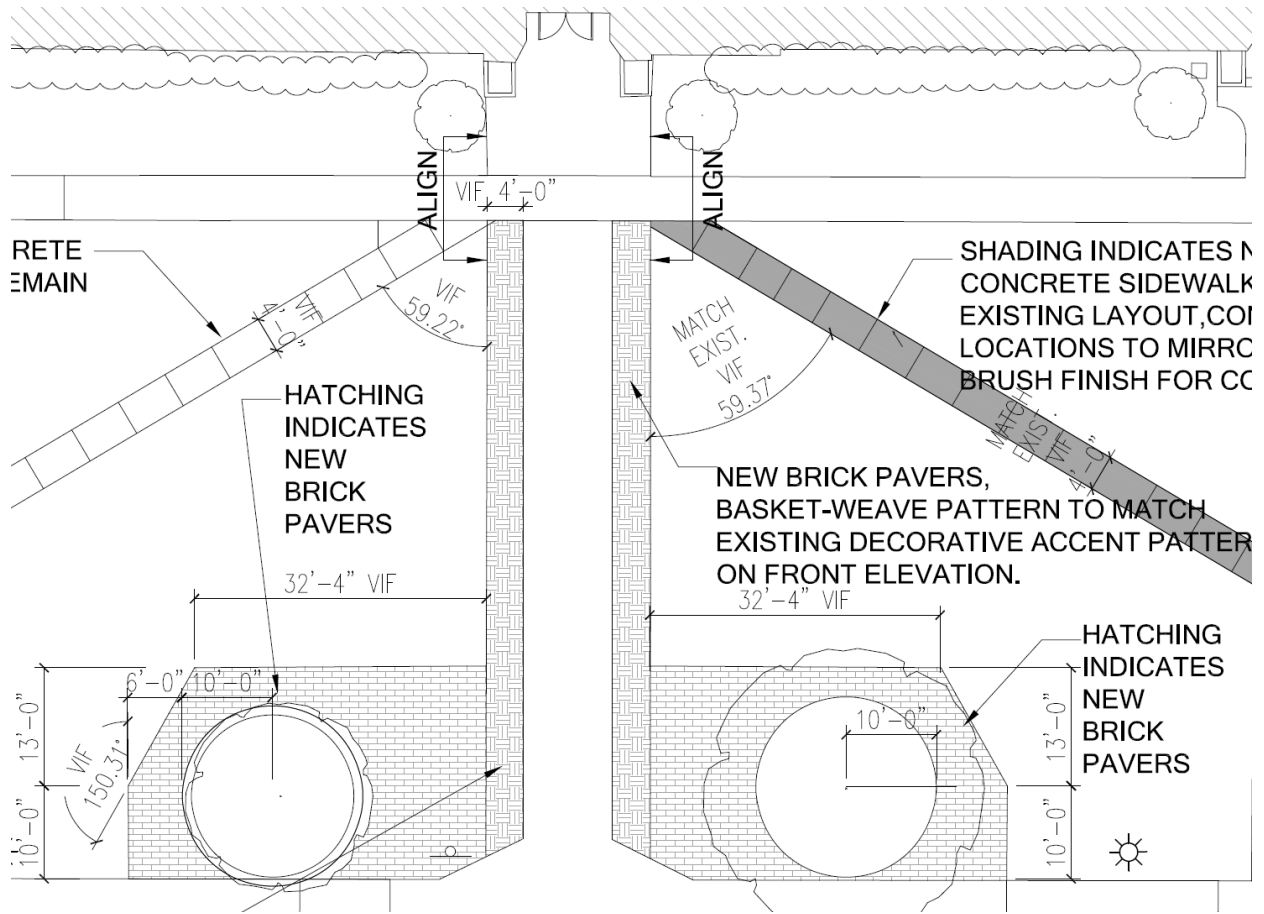 ALIGN
VIF 4'-0"
ALIGN
RETE
EMAIN
SHADING INDICATES N
CONCRETE SIDEWALK
EXISTING LAYOUT,CON
LOCATIONS TO MIRRO
BRUSH FINISH FOR CO
VIF
4'-0"
VIF
59.22°
MATCH
EXIST.
VIF
59.37°
MATCH
EXIST.
VIF
4'-0"
HATCHING
INDICATES
NEW
BRICK
PAVERS
NEW BRICK PAVERS,
BASKET-WEAVE PATTERN TO MATCH
EXISTING DECORATIVE ACCENT PATTER
ON FRONT ELEVATION.
32'-4" VIF
32'-4" VIF
HATCHING
INDICATES
NEW
BRICK
PAVERS
6'-0"
10'-0"
13'-0"
VIF
150.31°
10'-0"
10'-0"
13'-0"
10'-0"